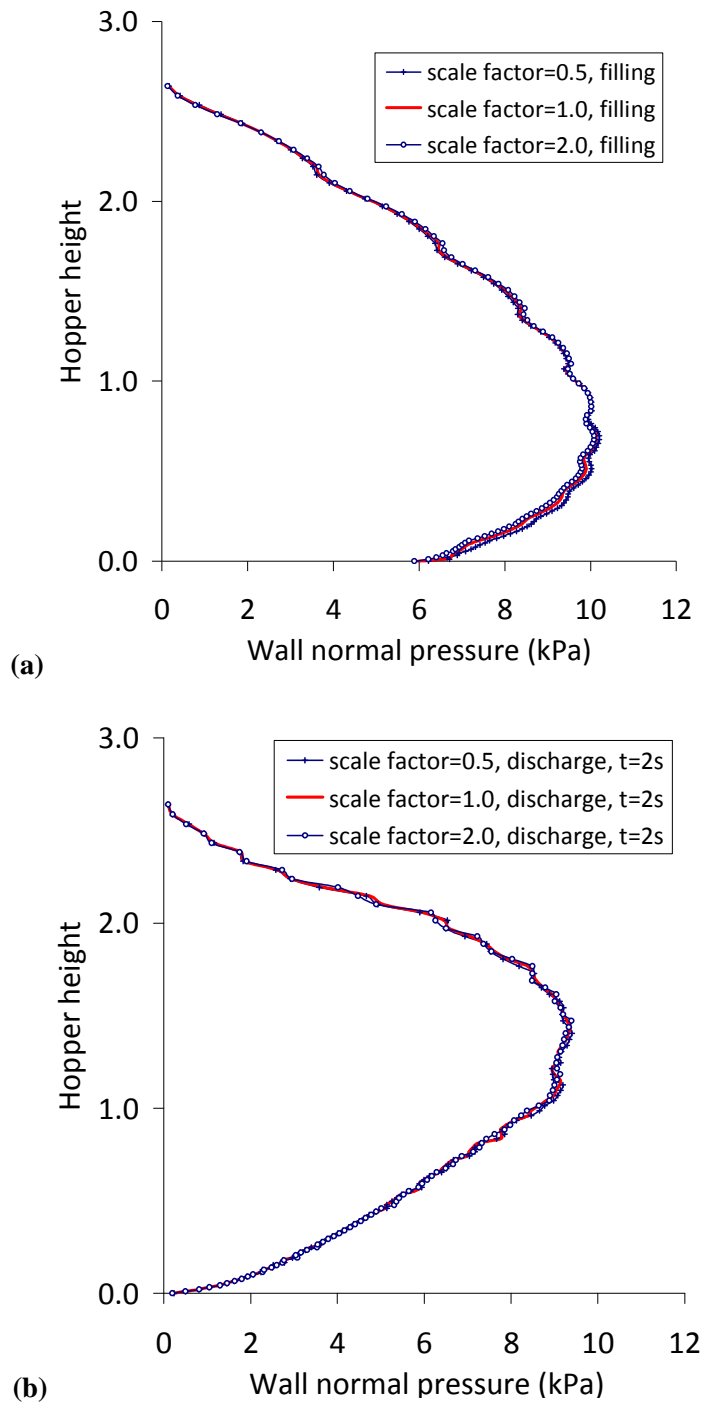 3.0
scale factor=0.5, filling
scale factor=1.0, filling
scale factor=2.0, filling
2.0
Hopper height
1.0
0.0
0 2 4 6 8 10 12
Wall normal pressure (kPa)
(a)
3.0
scale factor=0.5, discharge, t=2s
scale factor=1.0, discharge, t=2s
scale factor=2.0, discharge, t=2s
2.0
Hopper height
1.0
0.0
0 2 4 6 8 10 12
Wall normal pressure (kPa)
(b)